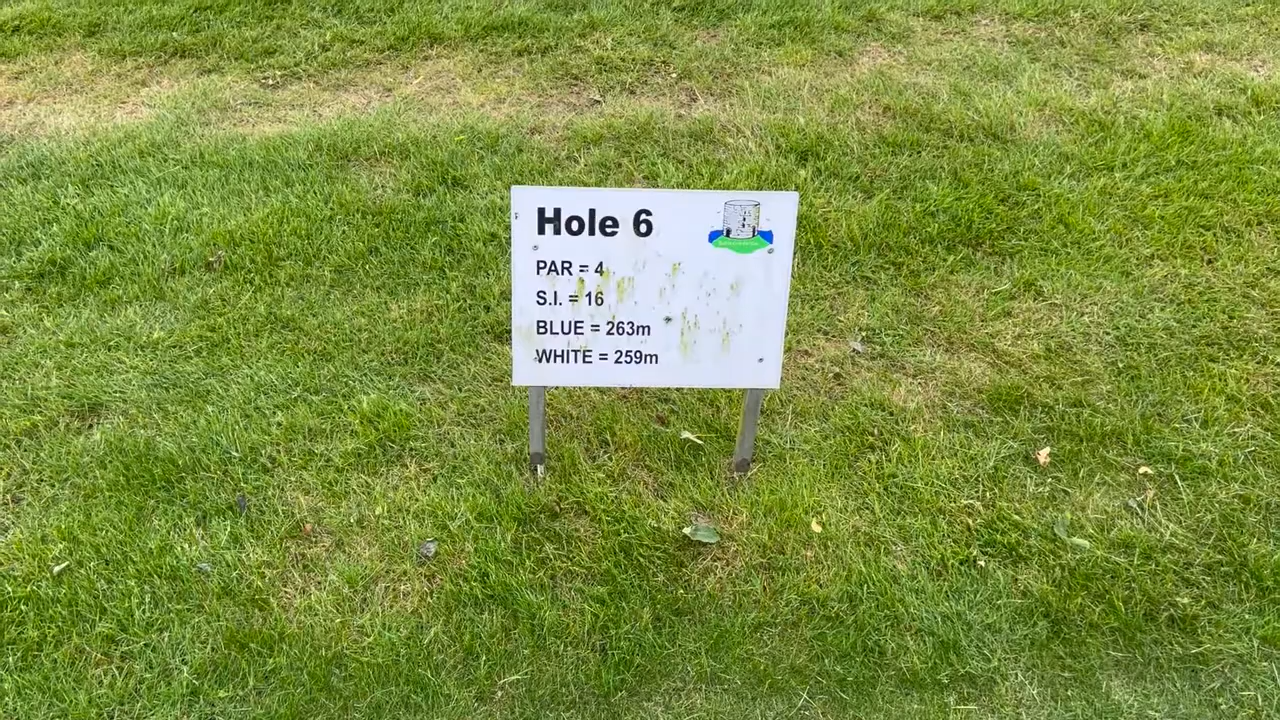 Hole 6
PAR = 4
S.I. = 16
BLUE = 263m
WHITE = 259m